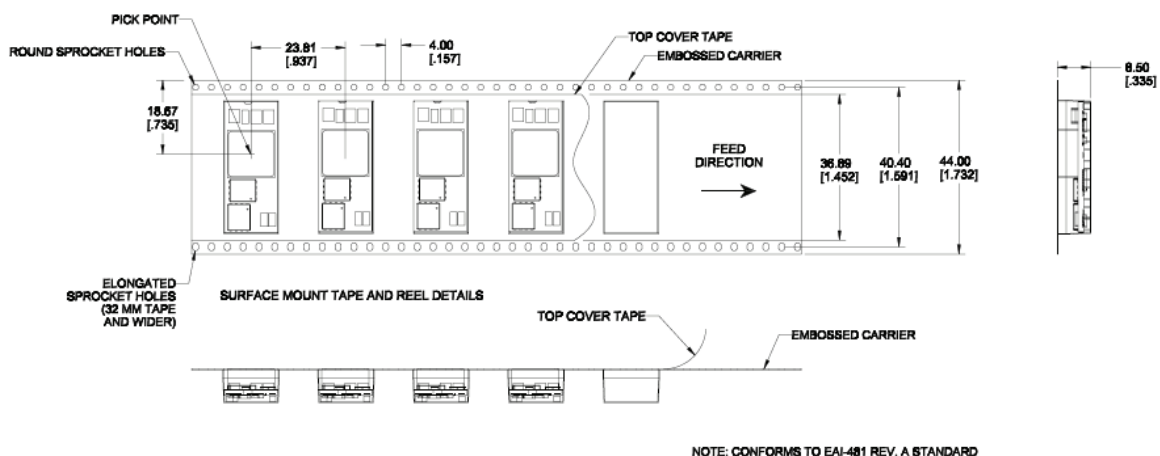 PICK POINT
ROUND SPROCKET HOLES
23.81
[.937]
4.00
[.157]
TOP COVER TAPE
EMBOSSED CARRIER
8.50
[.335]
18.67
[.735]
FEED
DIRECTION
36.89
[1.452]
40.40
[1.591]
44.00
[1.732]
ELONGATED
SPROCKET HOLES
(32 MM TAPE
AND WIDER)
SURFACE MOUNT TAPE AND REEL DETAILS
TOP COVER TAPE
EMBOSSED CARRIER
NOTE: CONFORMS TO EAI-481 REV. A STANDARD